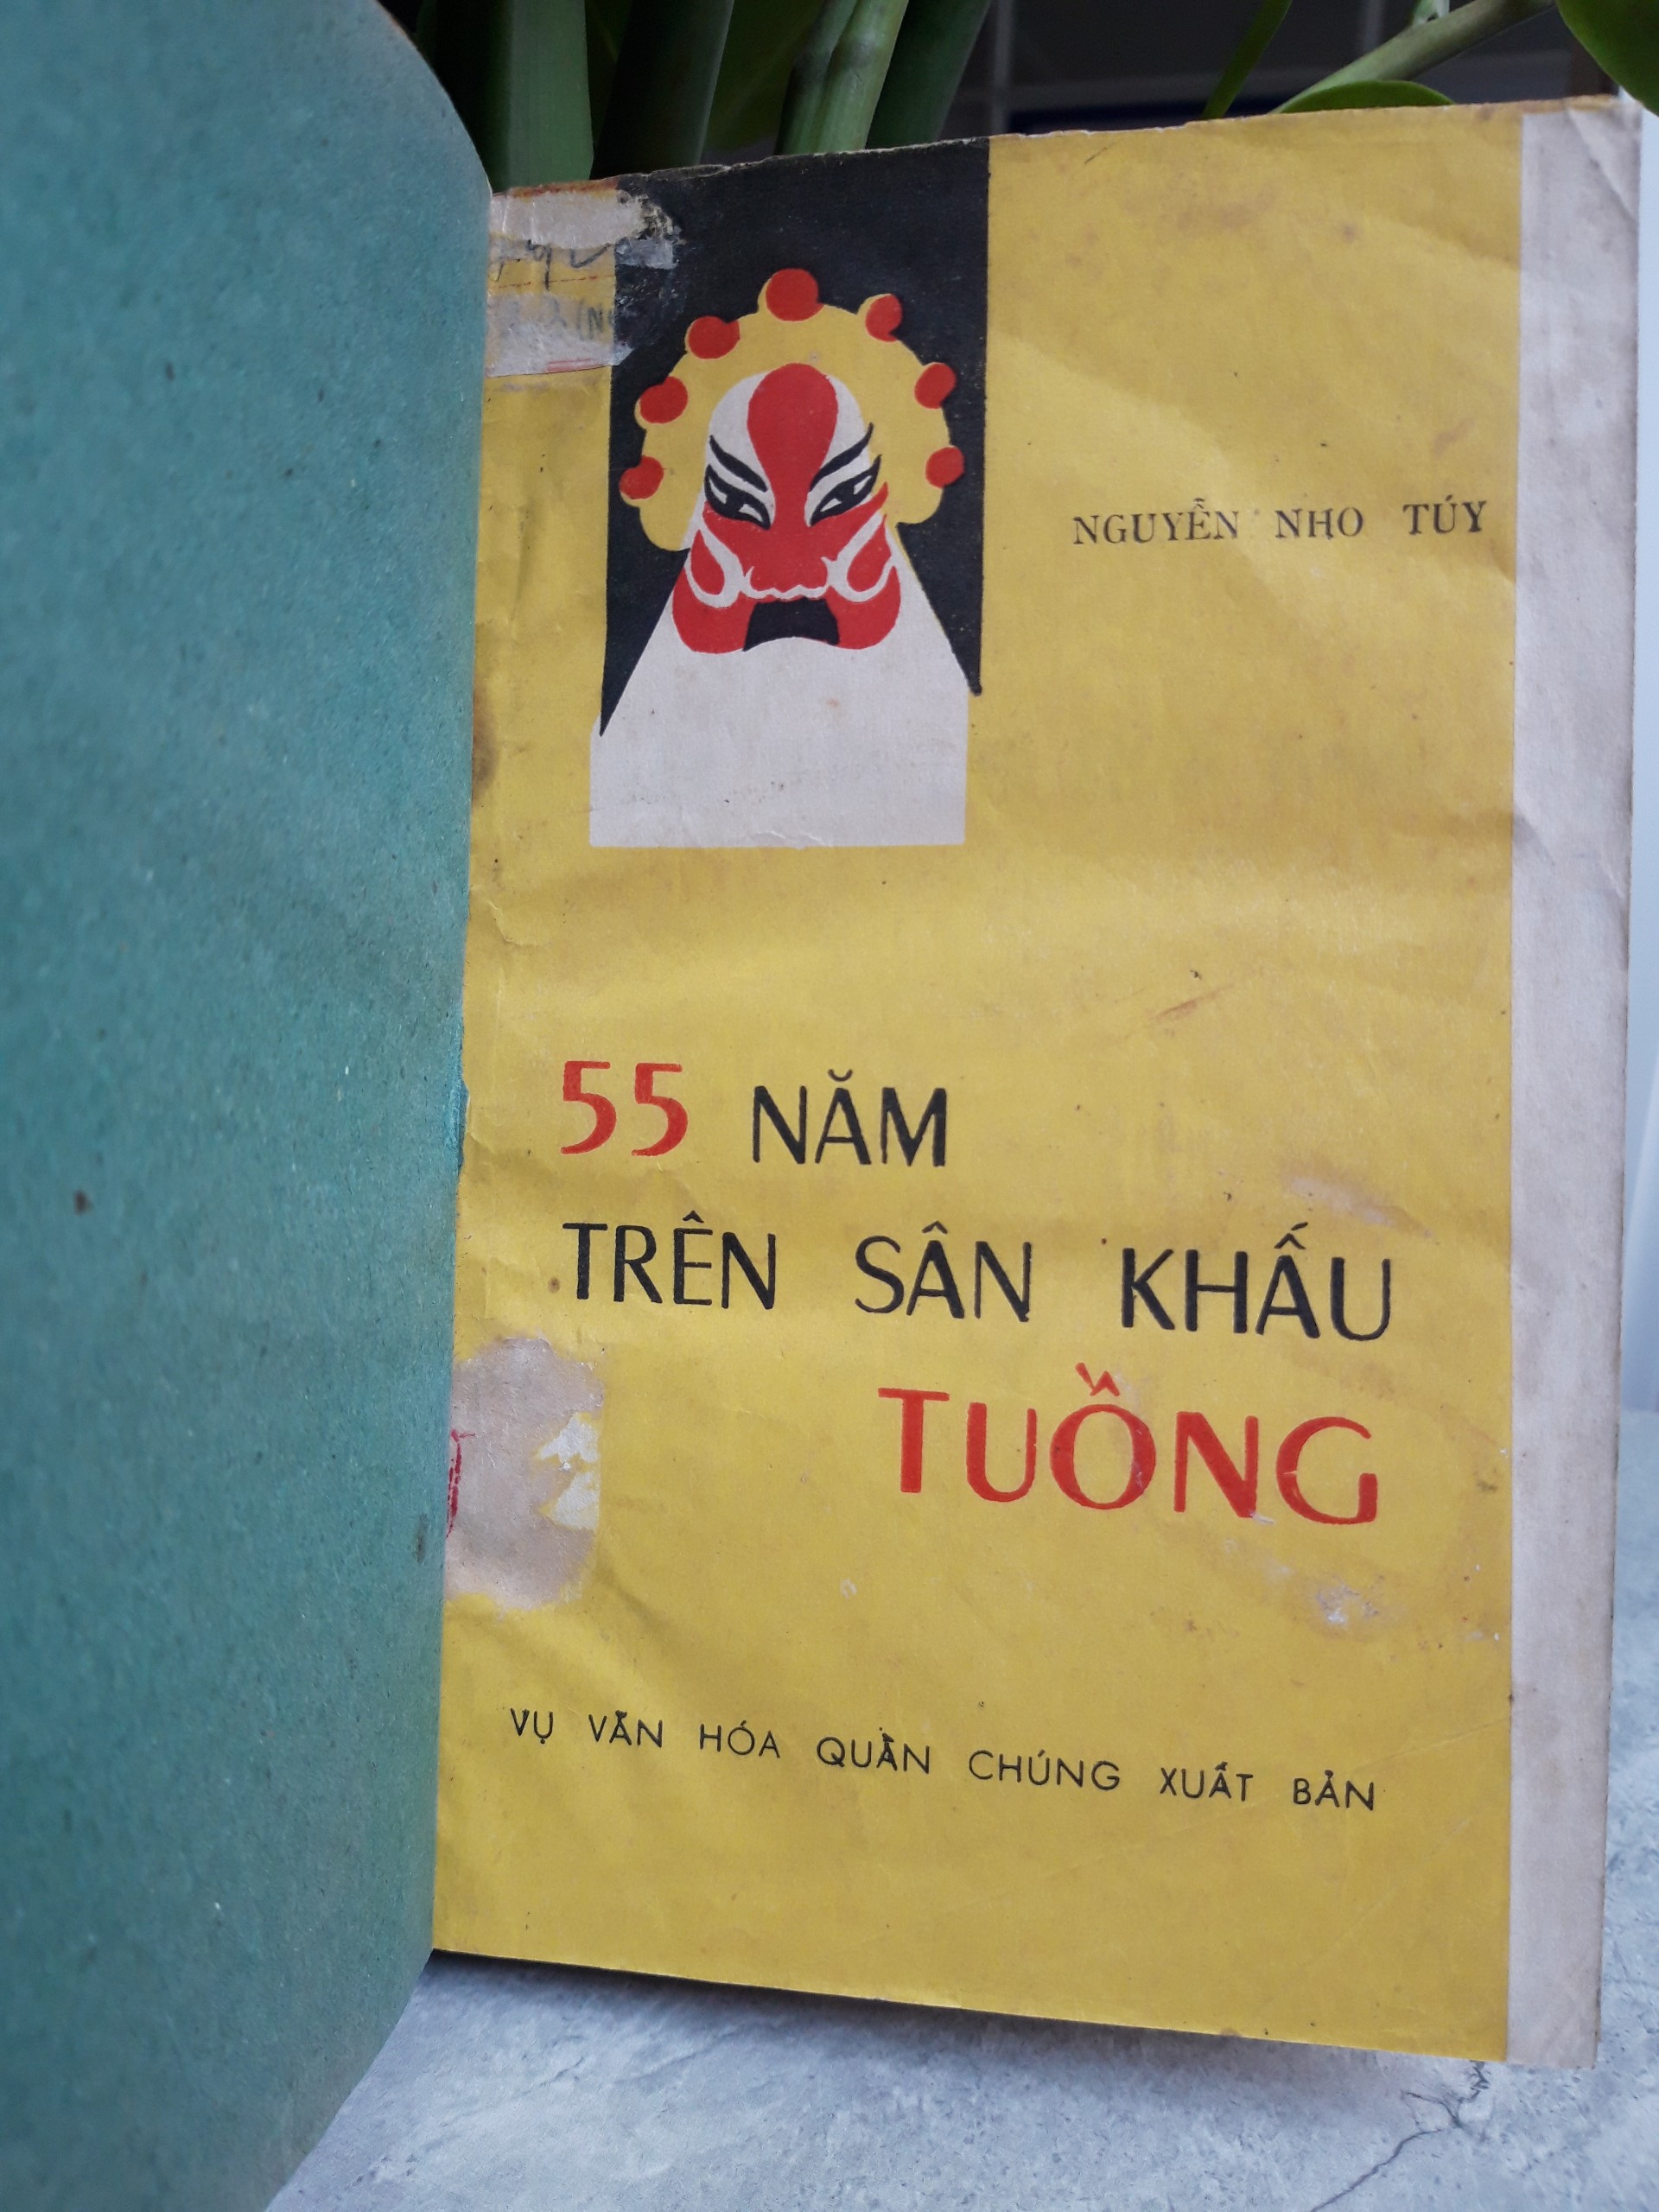 NGUYỄN NHO TÚY
55 NĂM
TRÊN SÂN KHẤU
TUỒNG
VỤ VĂN HÓA QUẦN CHÚNG XUẤT BẢN